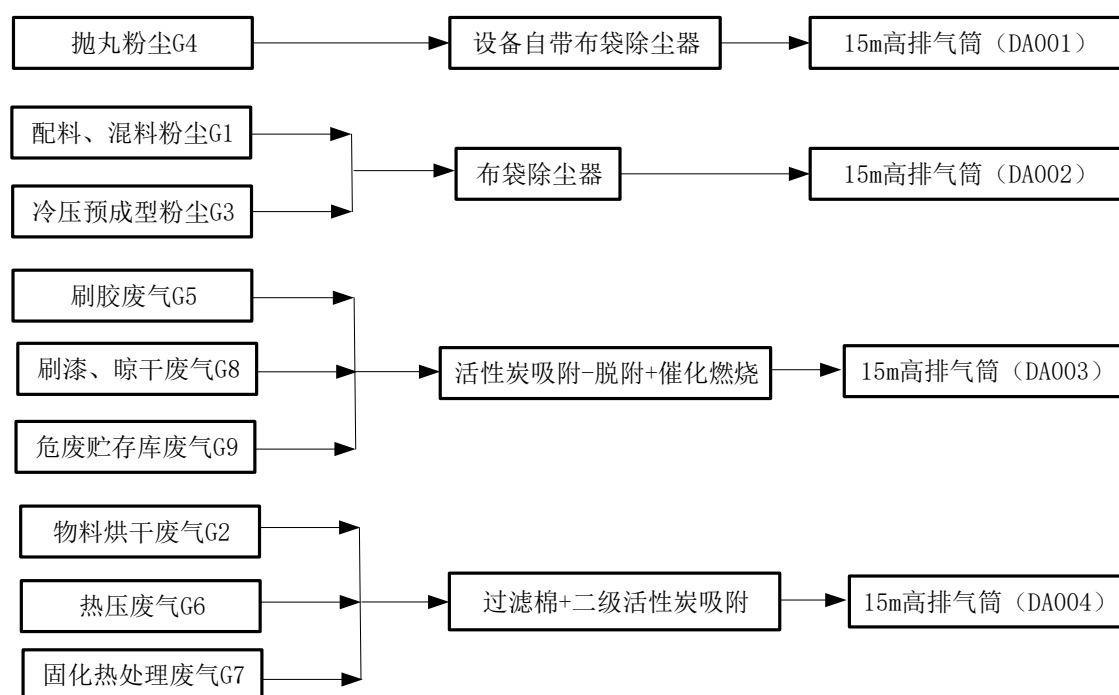 抛丸粉尘G4
设备自带布袋除尘器
15m高排气筒（DA001）
配料、混料粉尘G1
冷压预成型粉尘G3
布袋除尘器
15m高排气筒（DA002）
刷胶废气G5
刷漆、晾干废气G8
危废贮存库废气G9
活性炭吸附-脱附+催化燃烧
15m高排气筒（DA003）
物料烘干废气G2
热压废气G6
固化热处理废气G7
过滤棉+二级活性炭吸附
15m高排气筒（DA004）